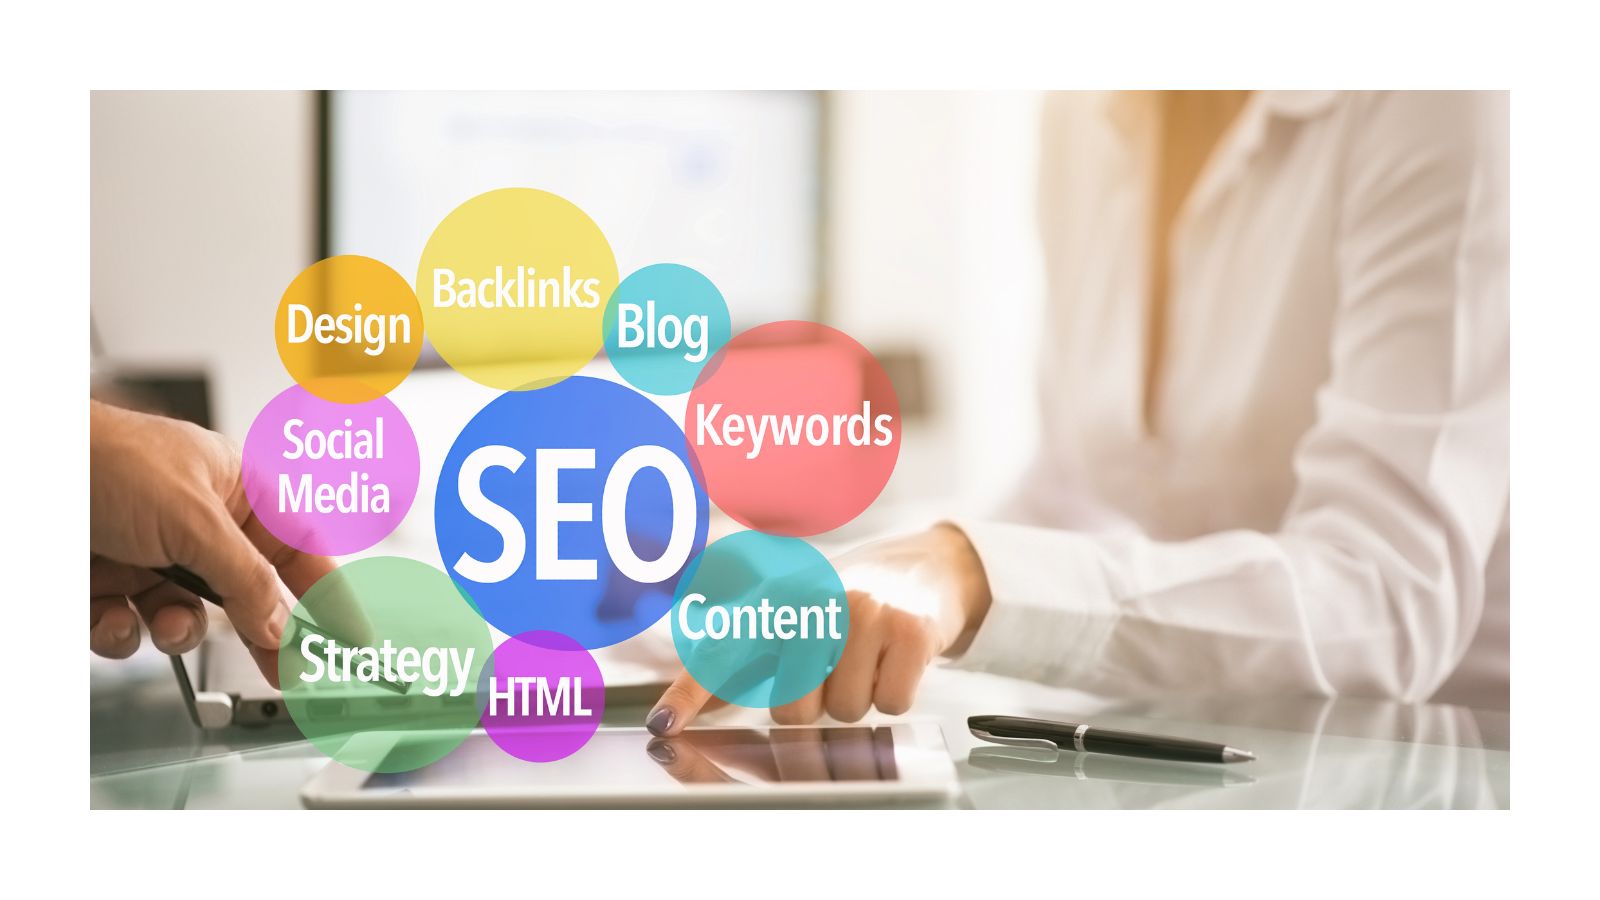 Backlinks
Design
Blog
Keywords
Social
Media
SEO
Content
Strategy
HTML